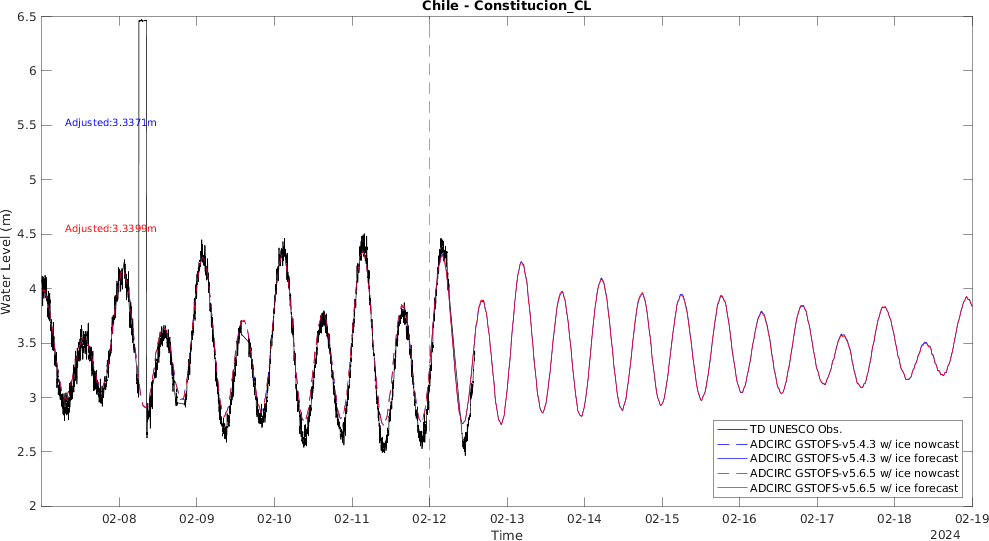 Chile - Constitucion_CL
6.5
6
5.5
5
4.5
4
3.5
3
2.5
2
Water Level (m)
Adjusted:3.3371m
Adjusted:3.3399m
TD UNESCO Obs.
ADCIRC GSTOFS-v5.4.3 w/ ice nowcast
ADCIRC GSTOFS-v5.4.3 w/ ice forecast
ADCIRC GSTOFS-v5.6.5 w/ ice nowcast
ADCIRC GSTOFS-v5.6.5 w/ ice forecast
02-08 02-09 02-10 02-11 02-12 02-13 02-14 02-15 02-16 02-17 02-18 02-19
Time
2024